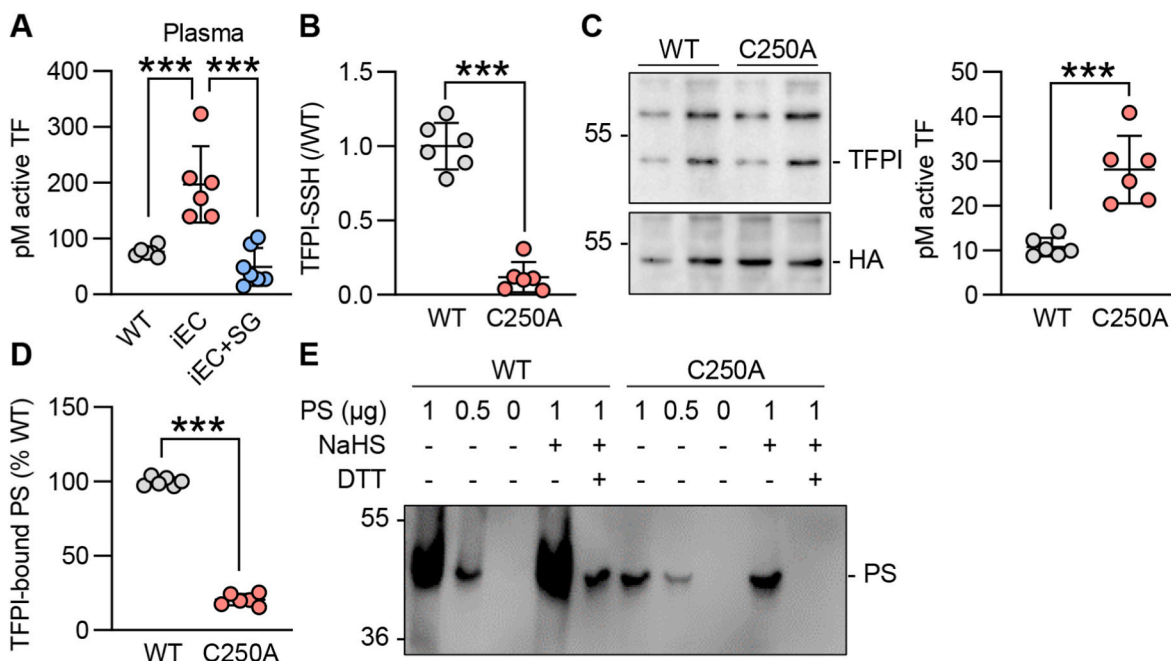 A
Plasma
*** ***
pM active TF
400
300
200
100
0
WT
iEC
iEC+SG
B
***
TFPI-SSH (/WT)
1.5
1.0
0.5
0.0
WT C250A
C
WT C250A
55
- TFPI
55
- HA
***
pM active TF
50
40
30
20
10
0
WT C250A
D
***
TFPI-bound PS (% WT)
150
100
50
0
WT C250A
E
WT C250A
PS (µg) 1 0.5 0 1 1 1 0.5 0 1 1
NaHS - - - + + - - - + +
DTT - - - - + - - - - +
55
- PS
36